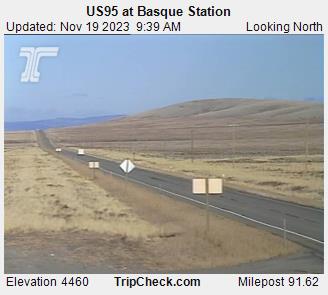 US95 at Basque Station
Updated: Nov 19 2023 9:39 AM Looking North
Elevation 4460 TripCheck.com Milepost 91.62